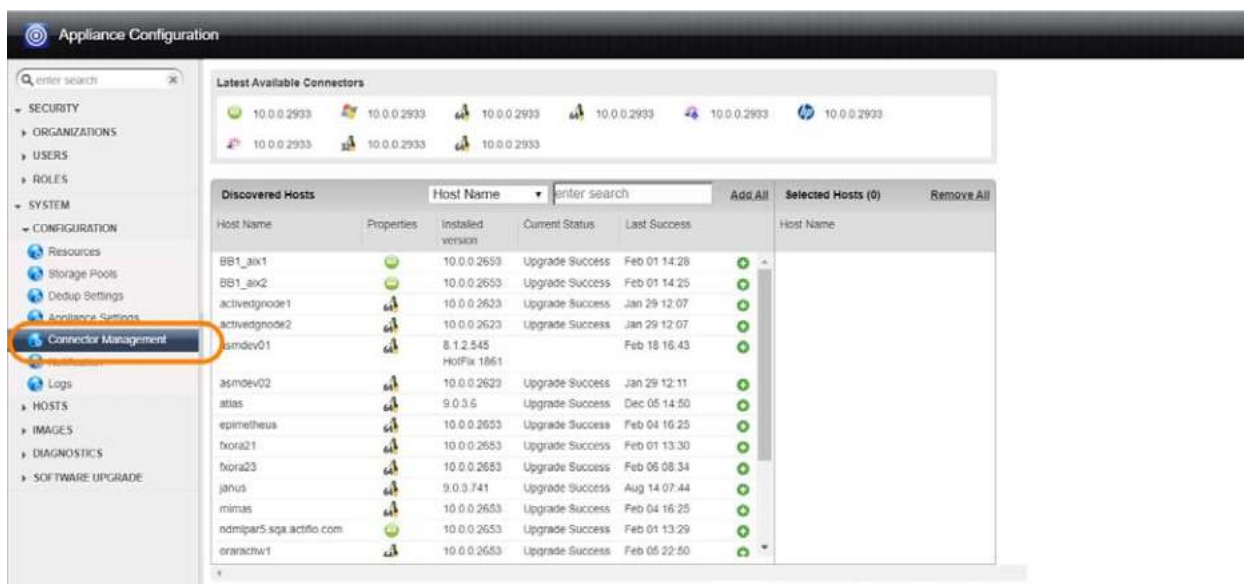 Appliance Configuration
enter search
SECURITY
ORGANIZATIONS
USERS
ROLES
SYSTEM
CONFIGURATION
Resources
Storage Pools
Dedup Settings
Appliance Settings
Connector Management
Notification
Logs
HOSTS
IMAGES
DIAGNOSTICS
SOFTWARE UPGRADE
Latest Available Connectors
10.0.0.2933 10.0.0.2933 10.0.0.2933 10.0.0.2933 10.0.0.2933 10.0.0.2933
10.0.0.2933 10.0.0.2933 10.0.0.2933
Discovered Hosts Host Name enter search Add All Selected Hosts (0) Remove All
Host Name Properties Installed version Current Status Last Success Host Name
BB1_aix1 10.0.0.2653 Upgrade Success Feb 01 14:28
BB1_aix2 10.0.0.2653 Upgrade Success Feb 01 14:25
activedgnode1 64 10.0.0.2623 Upgrade Success Jan 29 12:07
activedgnode2 64 10.0.0.2623 Upgrade Success Jan 29 12:07
asmdev01 64 8.1.2.545 Feb 18 16:43
HotFix 1861
asmdev02 64 10.0.0.2623 Upgrade Success Jan 29 12:11
atlas 64 9.0.3.6 Upgrade Success Dec 05 14:50
epimetheus 64 10.0.0.2653 Upgrade Success Feb 04 16:25
fxora21 64 10.0.0.2653 Upgrade Success Feb 01 13:30
fxora23 64 10.0.0.2653 Upgrade Success Feb 06 08:34
janus 64 9.0.3.741 Upgrade Success Aug 14 07:44
mimas 64 10.0.0.2653 Upgrade Success Feb 04 16:25
ndmlpar5.sqa.actifio.com 10.0.0.2653 Upgrade Success Feb 01 13:29
orarachw1 10.0.0.2653 Upgrade Success Feb 05 22:50